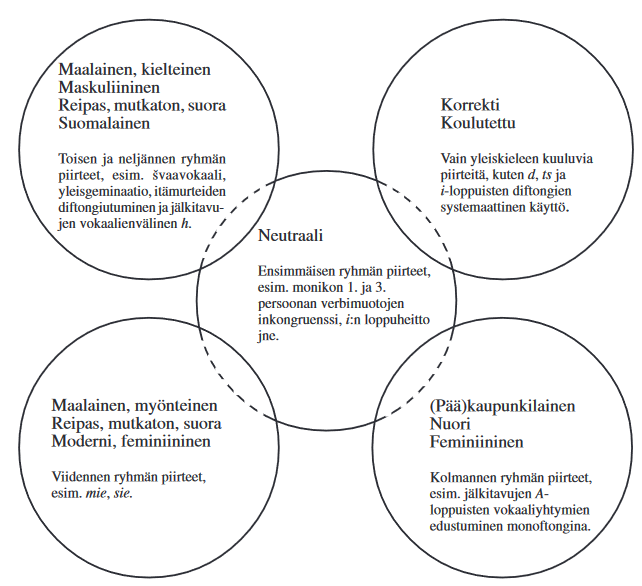 Maalainen, kielteinen
Maskuliininen
Reipas, mutkaton, suora
Suomalainen
Toisen ja neljännen ryhmän
piirteet, esim. švaavokaali,
yleisgeminaatio, itämurteiden
diftongiutuminen ja jälkitavu-
jen vokaalienvälinen h.
Korrekti
Koulutettu
Vain yleiskieleen kuuluvia
piirteitä, kuten d, ts ja
i-loppuisten diftongien
systemaattinen käyttö.
Neutraali
Ensimmäisen ryhmän piirteet,
esim. monikon 1. ja 3.
persoonan verbimuotojen
inkongruenssi, i:n loppuheitto
jne.
Maalainen, myönteinen
Reipas, mutkaton, suora
Moderni, feminiininen
Viidennen ryhmän piirteet,
esim. mie, sie.
(Pää)kaupunkilainen
Nuori
Feminiininen
Kolmannen ryhmän piirteet,
esim. jälkitavujen A-
loppuisten vokaaliyhtymien
edustuminen monoftongina.